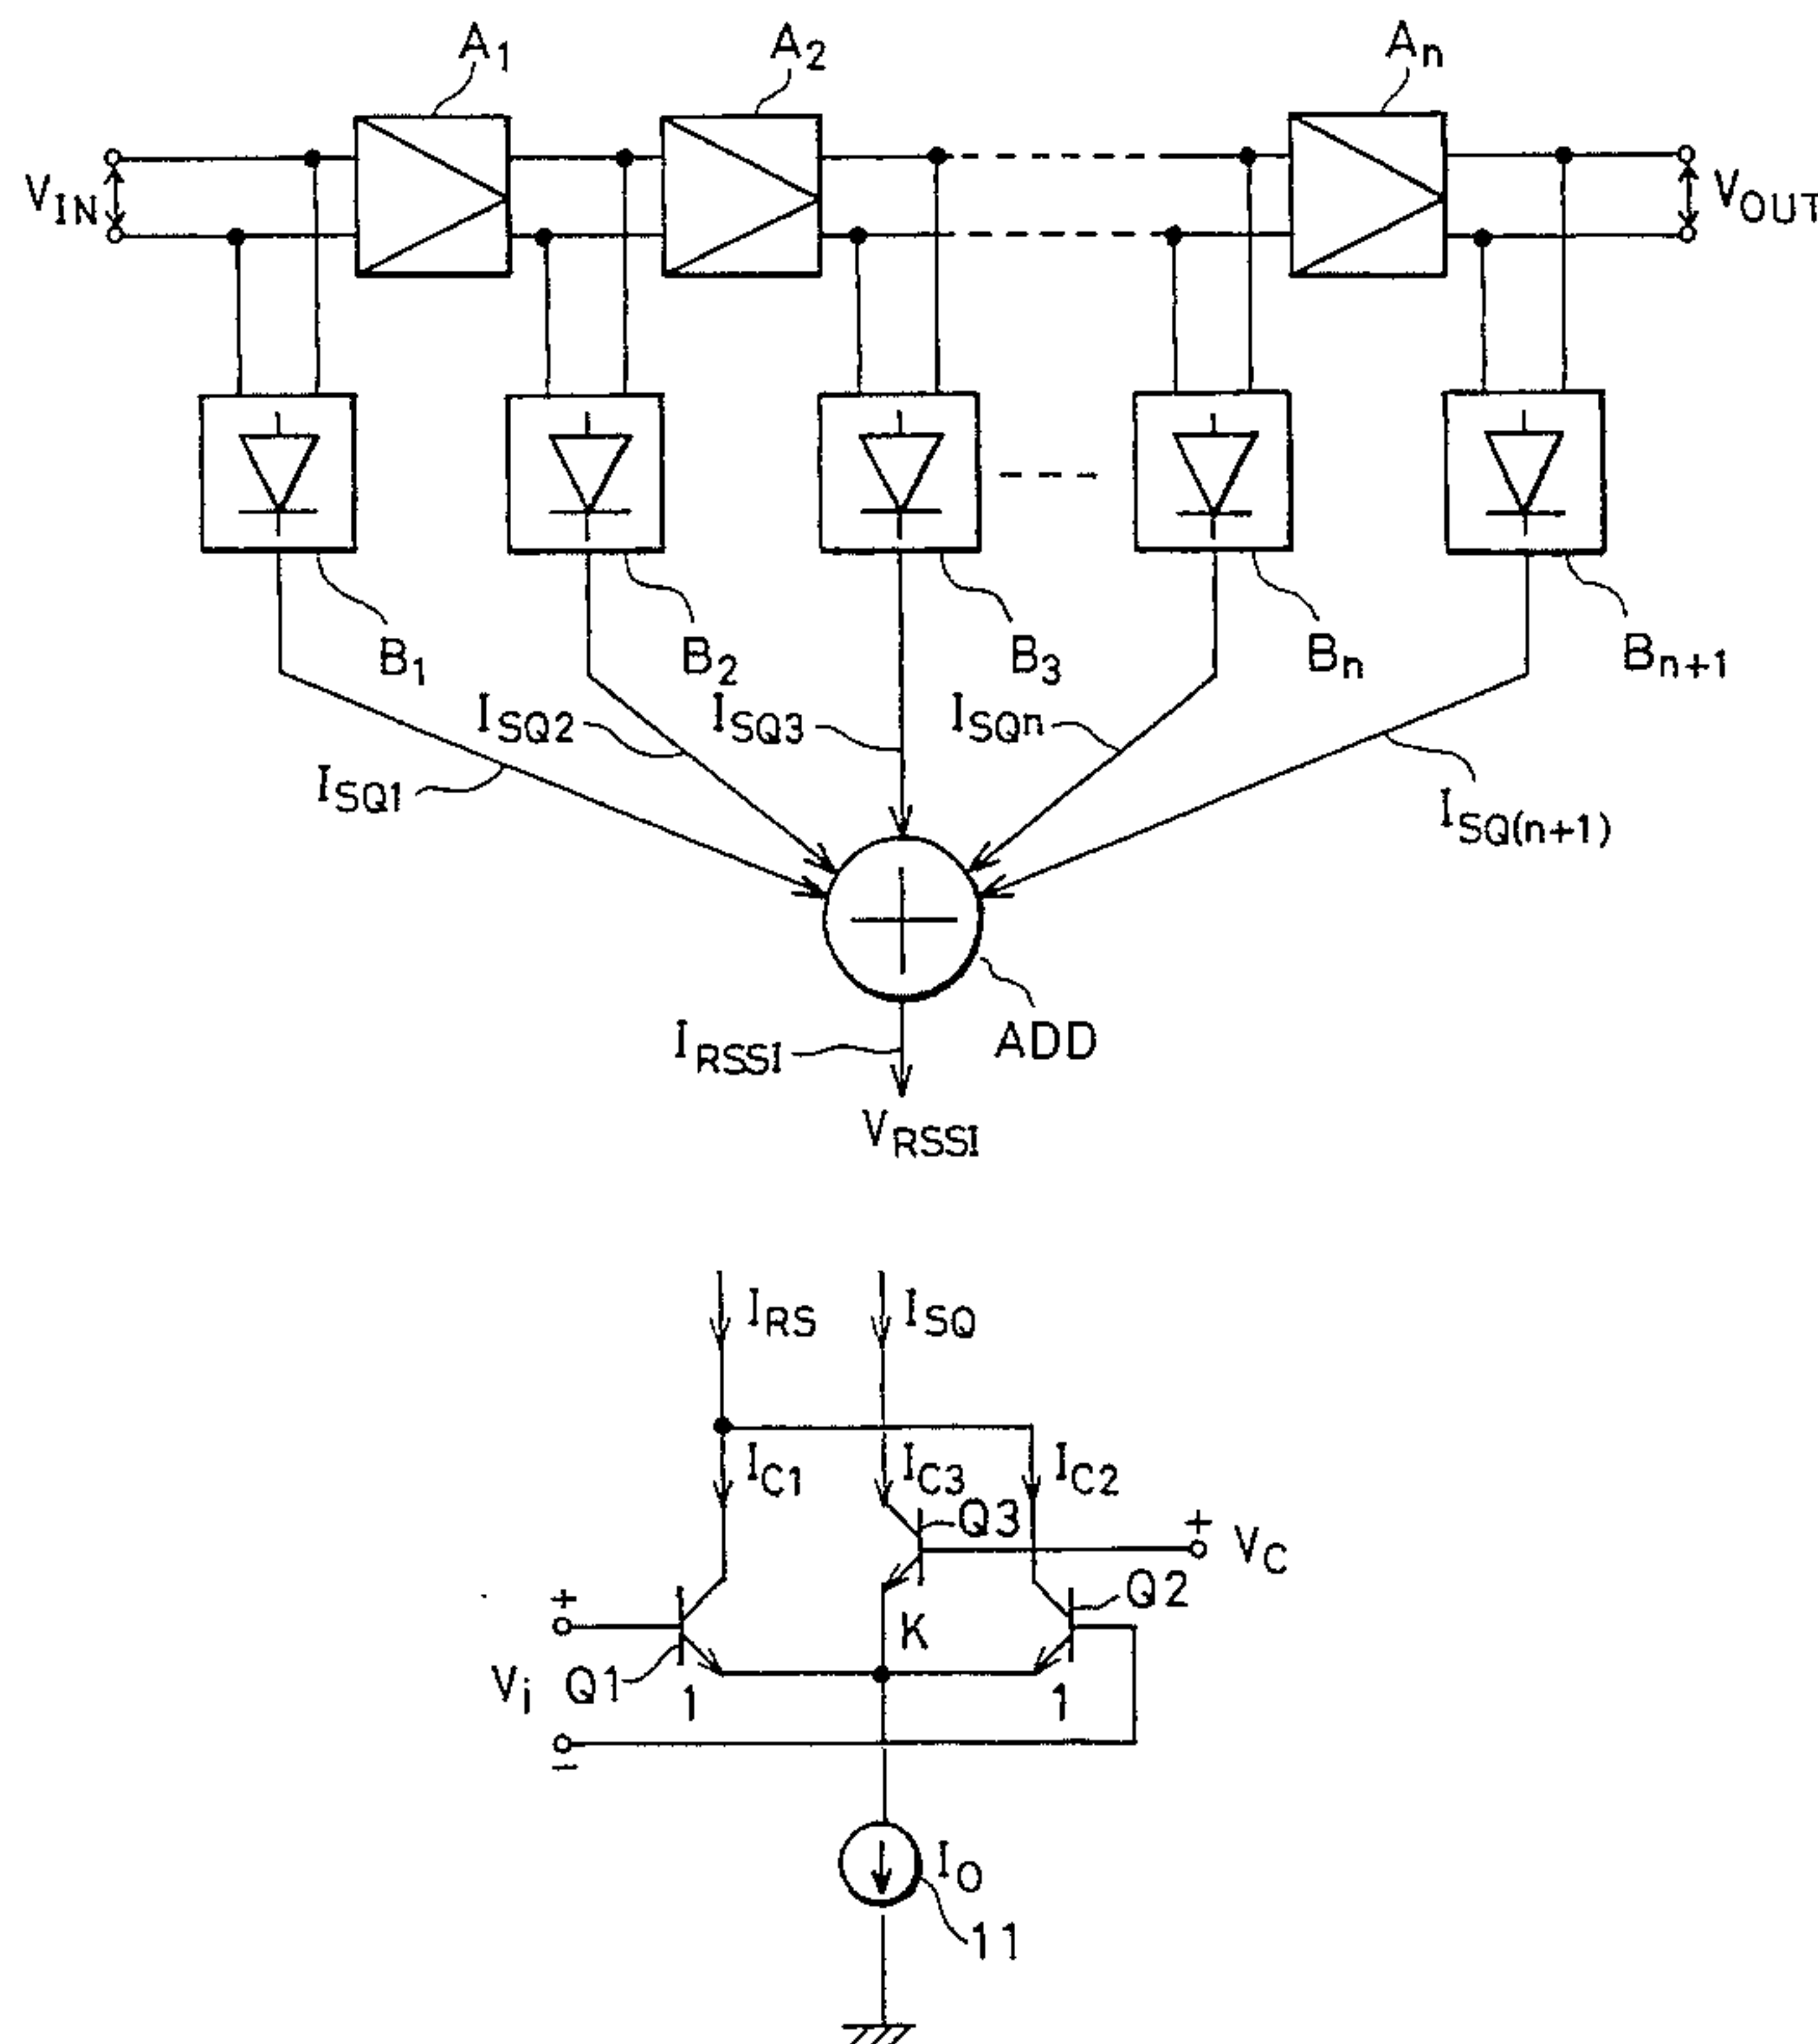 A1 A2 An
VIN VOUT
B1 B2 B3 Bn Bn+1
ISQ1 ISQ2 ISQ3 ISQn ISQ(n+1)
ADD
IRSSI
VRSSI
IRS ISQ
IC1 IC3 IC2
Q3
+ VC
Q2
+
K
Vi Q1 1 1
−
IO
11